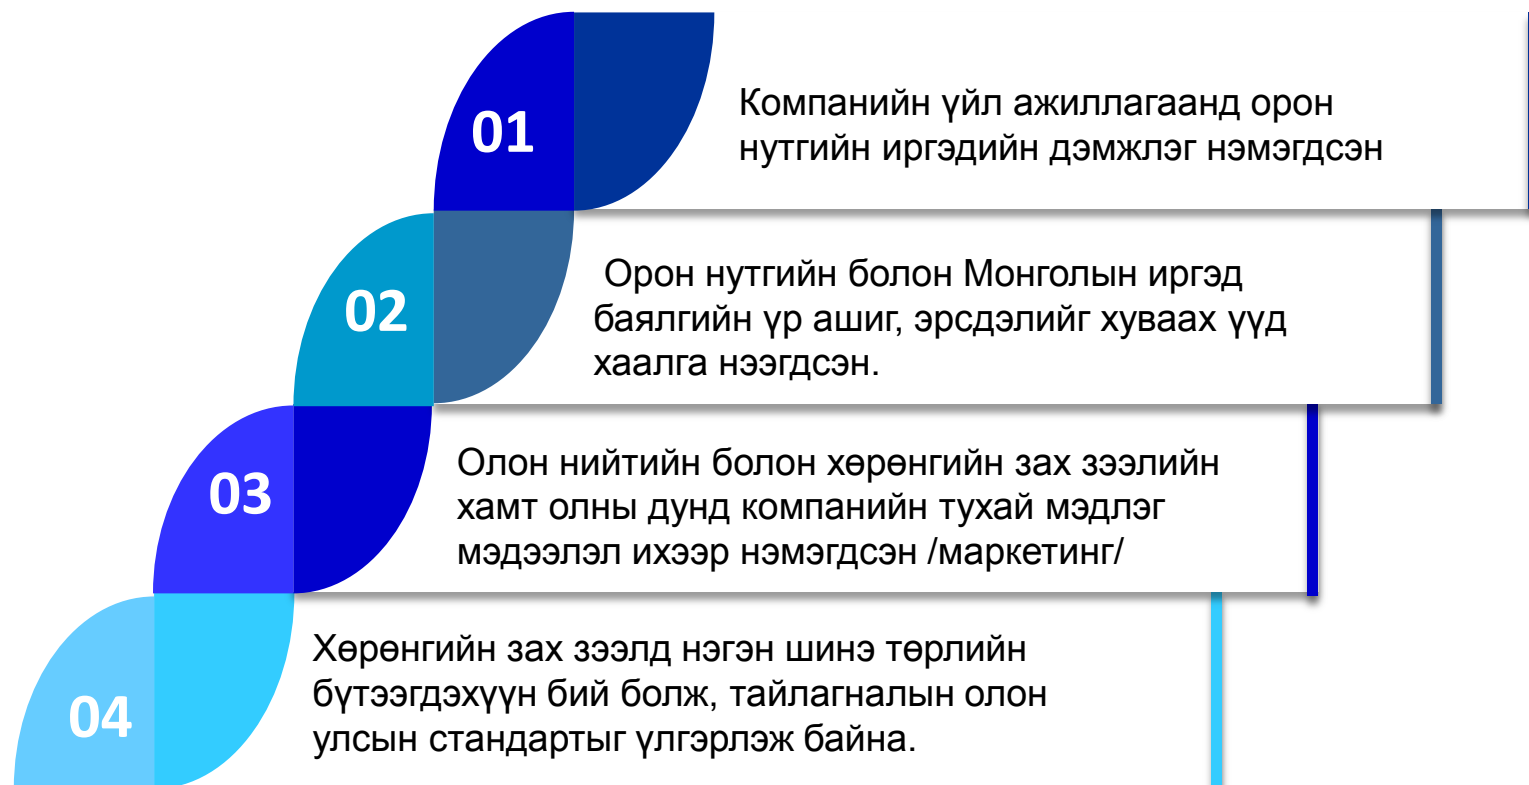 01
Компанийн үйл ажиллагаанд орон
нутгийн иргэдийн дэмжлэг нэмэгдсэн
02
Орон нутгийн болон Монголын иргэд
баялгийн үр ашиг, эрсдэлийг хуваах үүд
хаалга нээгдсэн.
03
Олон нийтийн болон хөрөнгийн зах зээлийн
хамт олны дунд компанийн тухай мэдлэг
мэдээлэл ихээр нэмэгдсэн /маркетинг/
04
Хөрөнгийн зах зээлд нэгэн шинэ төрлийн
бүтээгдэхүүн бий болж, тайлагналын олон
улсын стандартыг үлгэрлэж байна.